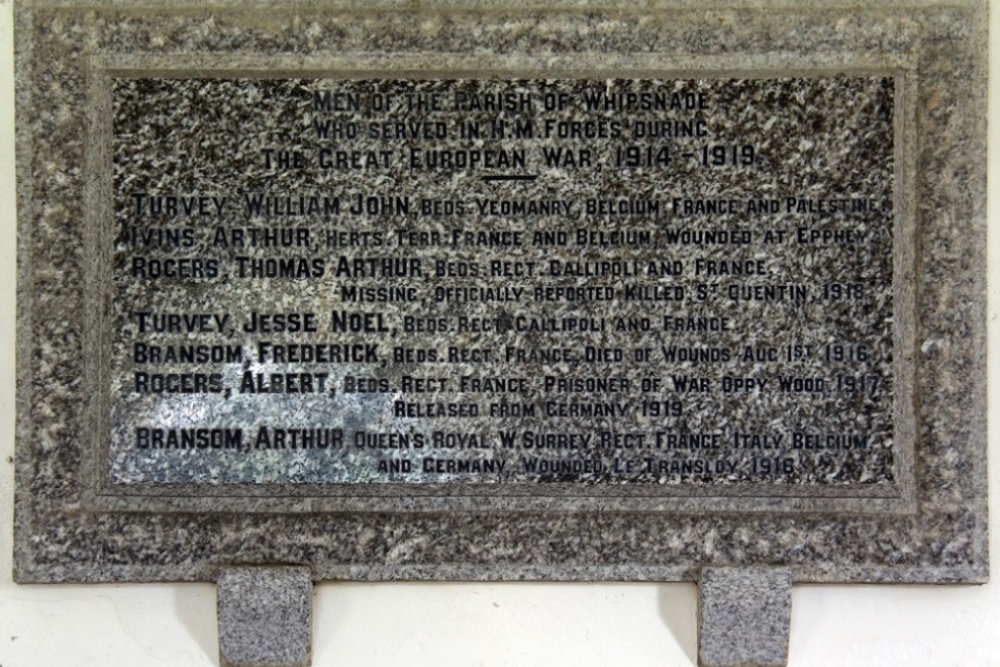 MEN OF THE PARISH OF WHIPSNADE
WHO SERVED IN H.M. FORCES DURING
THE GREAT EUROPEAN WAR, 1914-1919.
TURVEY, WILLIAM JOHN, BEDS. YEOMANRY, BELGIUM, FRANCE AND PALESTINE.
IVINS, ARTHUR, HERTS. TERR. FRANCE AND BELGIUM, WOUNDED AT EPPHEY.
ROGERS, THOMAS ARTHUR, BEDS. REGT. GALLIPOLI AND FRANCE,
MISSING, OFFICIALLY REPORTED KILLED, ST QUENTIN, 1918.
TURVEY, JESSE NOEL, BEDS. REGT. GALLIPOLI AND FRANCE.
BRANSOM, FREDERICK, BEDS. REGT. FRANCE, DIED OF WOUNDS AUG 1ST 1916.
ROGERS, ALBERT, BEDS. REGT. FRANCE, PRISONER OF WAR OPPY WOOD, 1917,
RELEASED FROM GERMANY 1919.
BRANSOM, ARTHUR QUEEN'S ROYAL W. SURREY REGT. FRANCE, ITALY, BELGIUM,
AND GERMANY, WOUNDED, LE TRANSLOY, 1916.